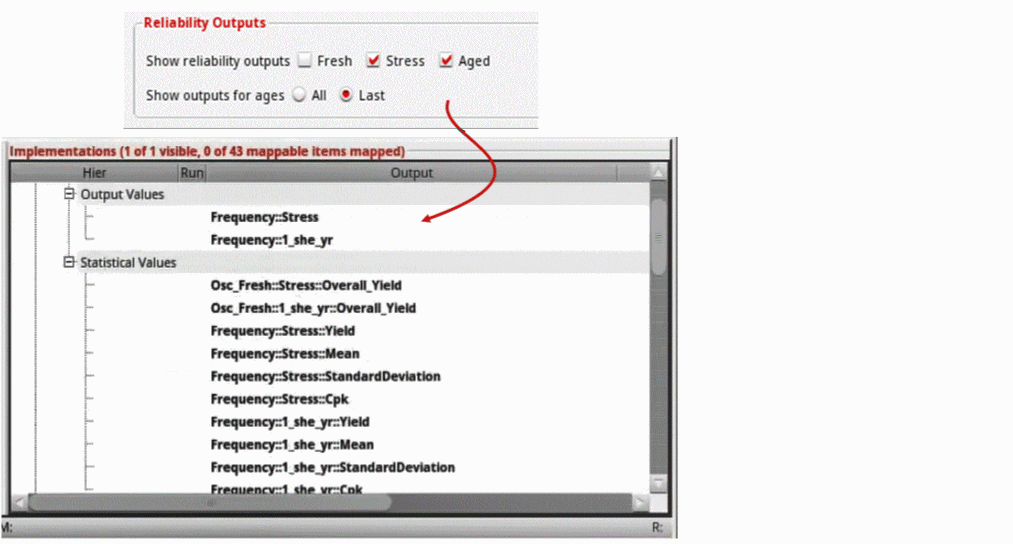 Reliability Outputs
Show reliability outputs Fresh Stress Aged
Show outputs for ages All Last
Implementations (1 of 1 visible, 0 of 43 mappable items mapped)
Hier Run Output
Output Values
Frequency::Stress
Frequency::1_she_yr
Statistical Values
Osc_Fresh::Stress::Overall_Yield
Osc_Fresh::1_she_yr::Overall_Yield
Frequency::Stress::Yield
Frequency::Stress::Mean
Frequency::Stress::StandardDeviation
Frequency::Stress::Cpk
Frequency::1_she_yr::Yield
Frequency::1_she_yr::Mean
Frequency::1_she_yr::StandardDeviation
Frequency::1_she_yr::Cpk
M: R: